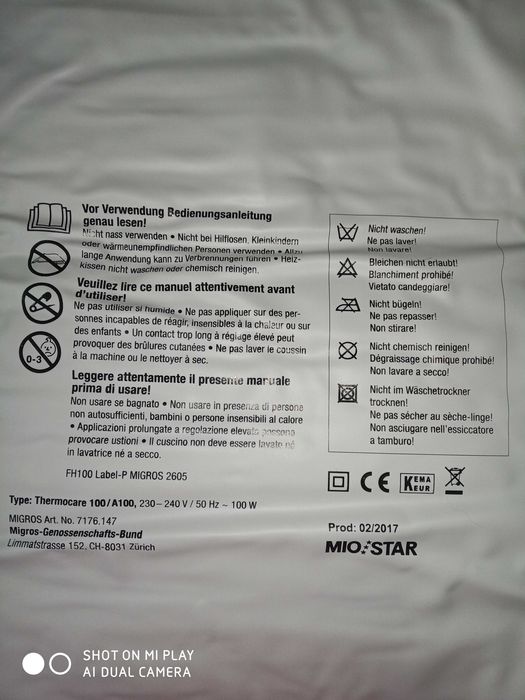 Vor Verwendung Bedienungsanleitung
genau lesen!
Nicht nass verwenden • Nicht bei Hilflosen, Kleinkindern
oder wärmeunempfindlichen Personen verwenden • Allzu
lange Anwendung kann zu Verbrennungen führen • Heiz-
kissen nicht waschen oder chemisch reinigen.
Veuillez lire ce manuel attentivement avant
d'utiliser!
Ne pas utiliser si humide • Ne pas appliquer sur des per-
sonnes incapables de réagir, insensibles à la chaleur ou sur
des enfants • Un contact trop long à réglage élevé peut
provoquer des brûlures cutanées • Ne pas laver le coussin
à la machine ou le nettoyer à sec.
0-3
Leggere attentamente il presente manuale
prima di usare!
Non usare se bagnato • Non usare in presenza di persone
non autosufficienti, bambini o persone insensibili al calore
• Applicazioni prolungate a regolazione elevata possono
provocare ustioni • Il cuscino non deve essere lavato né
in lavatrice né a secco.
FH100 Label-P MIGROS 2605
Type: Thermocare 100/A100, 230–240 V / 50 Hz ~ 100 W
MIGROS Art. No. 7176.147
Migros-Genossenschafts-Bund
Limmatstrasse 152, CH-8031 Zürich
Nicht waschen!
Ne pas laver!
Non lavare!
Bleichen nicht erlaubt!
Blanchiment prohibé!
Vietato candeggiare!
Nicht bügeln!
Ne pas repasser!
Non stirare!
Nicht chemisch reinigen!
Dégraissage chimique prohibé!
Non lavare a secco!
Nicht im Wäschetrockner
trocknen!
Ne pas sécher au sèche-linge!
Non asciugare nell'essiccatore
a tamburo!
CE KEMA KEUR
Prod: 02/2017
MIO STAR
SHOT ON MI PLAY
AI DUAL CAMERA